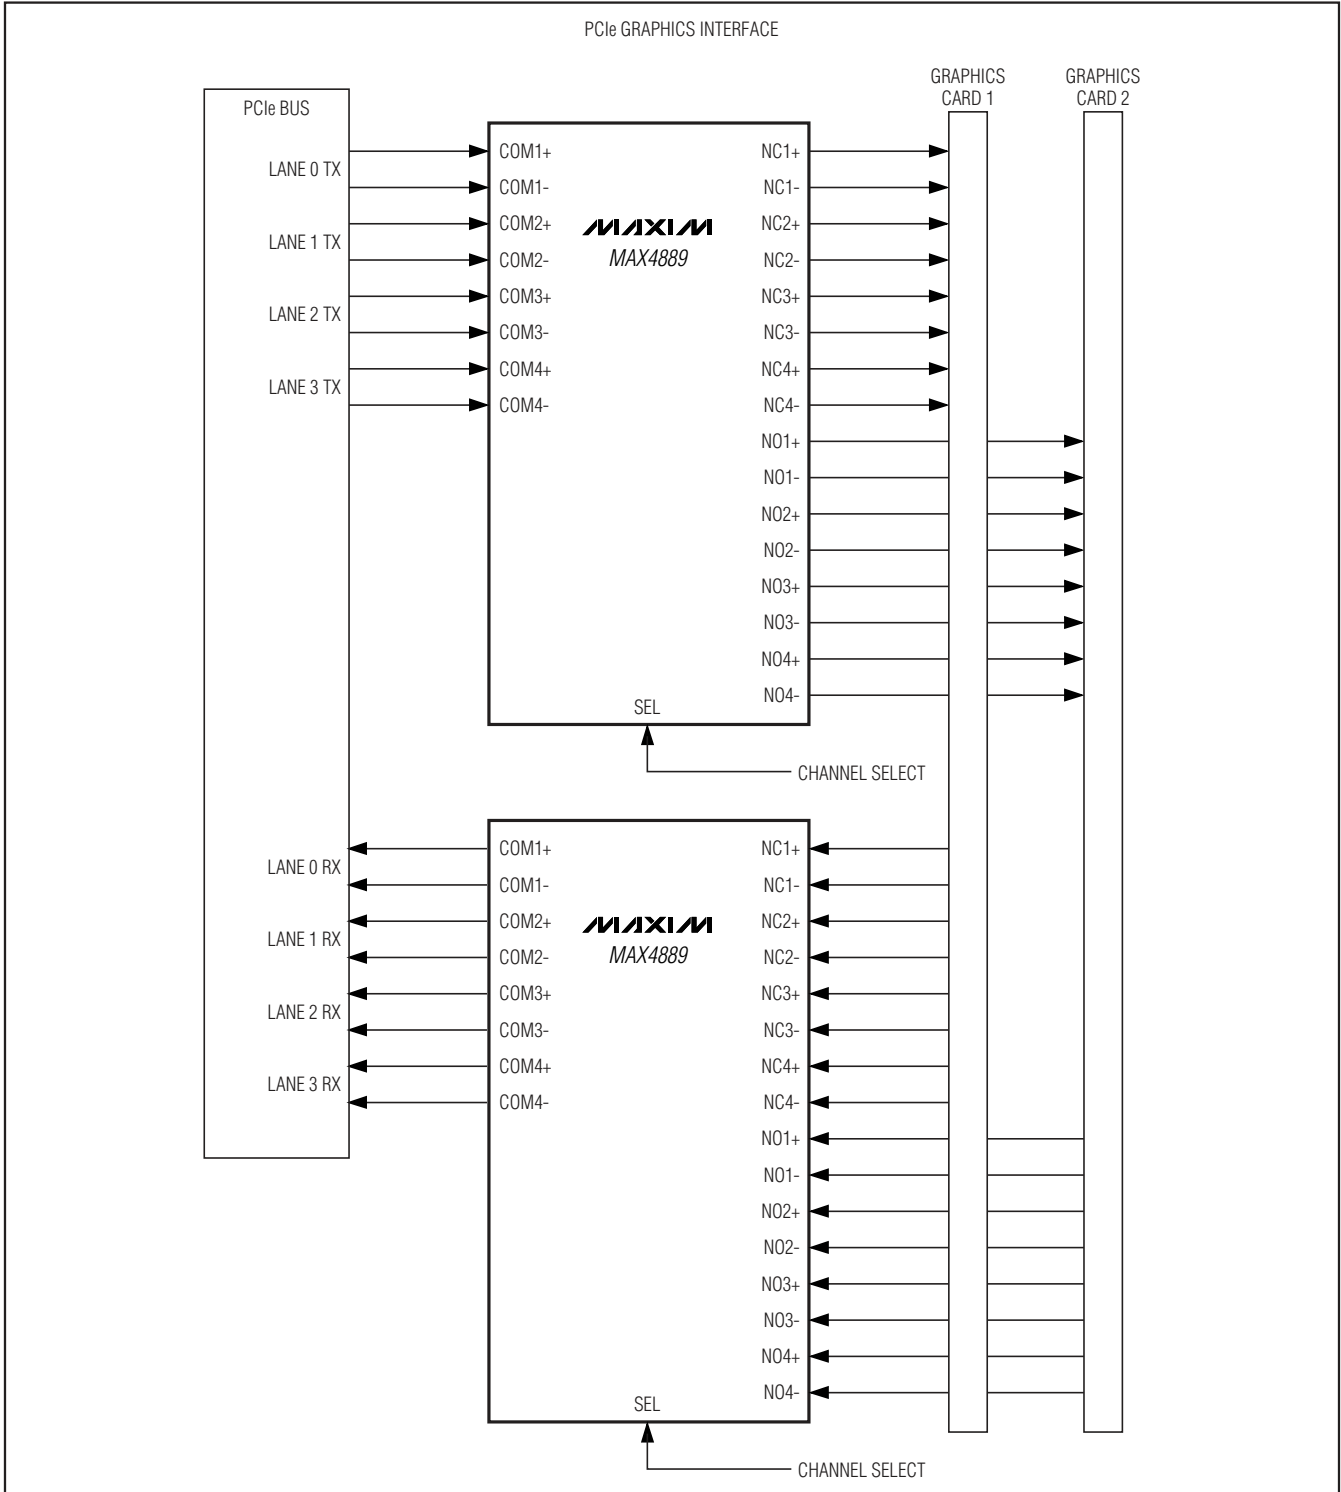 PCIe GRAPHICS INTERFACE
GRAPHICS
CARD 1
GRAPHICS
CARD 2
PCIe BUS
LANE 0 TX
LANE 1 TX
LANE 2 TX
LANE 3 TX
COM1+
COM1-
COM2+
COM2-
COM3+
COM3-
COM4+
COM4-
MAXIM
MAX4889
NC1+
NC1-
NC2+
NC2-
NC3+
NC3-
NC4+
NC4-
NO1+
NO1-
NO2+
NO2-
NO3+
NO3-
NO4+
NO4-
SEL
CHANNEL SELECT
LANE 0 RX
LANE 1 RX
LANE 2 RX
LANE 3 RX
COM1+
COM1-
COM2+
COM2-
COM3+
COM3-
COM4+
COM4-
MAXIM
MAX4889
NC1+
NC1-
NC2+
NC2-
NC3+
NC3-
NC4+
NC4-
NO1+
NO1-
NO2+
NO2-
NO3+
NO3-
NO4+
NO4-
SEL
CHANNEL SELECT